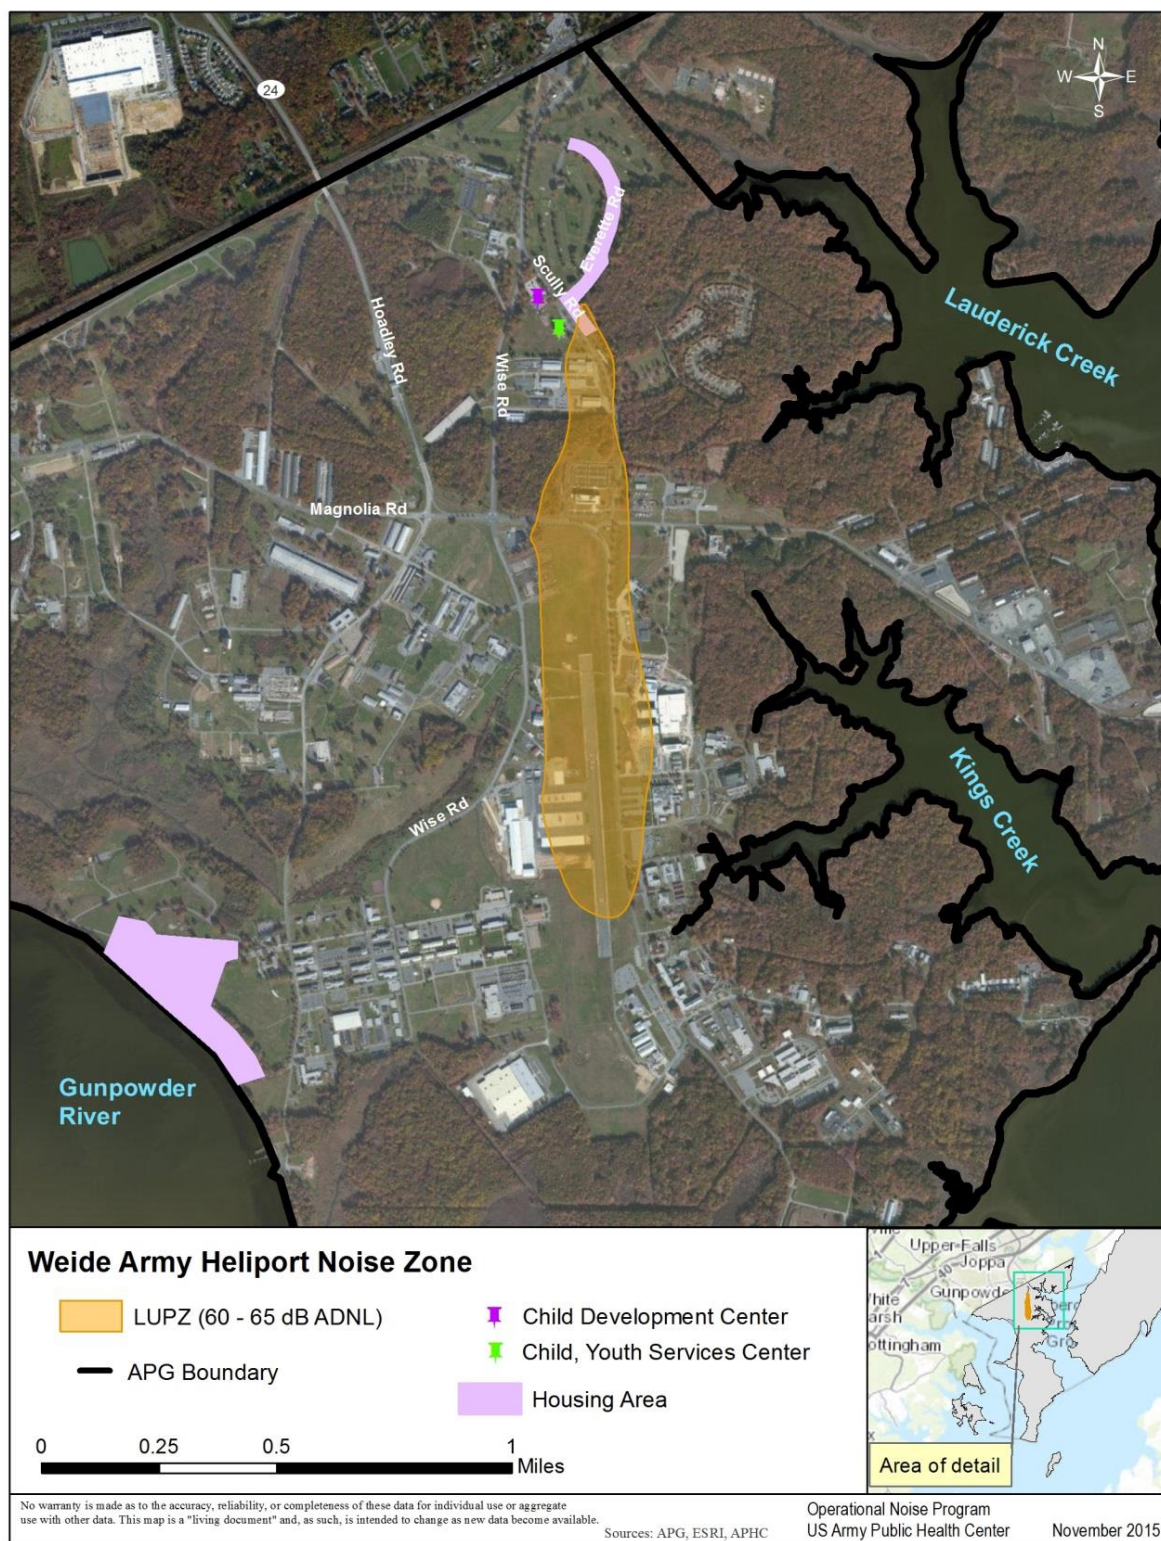 N
W E
S
24
Everette Rd
Scully Rd
Hoadley Rd
Wise Rd
Lauderick Creek
Magnolia Rd
Kings Creek
Wise Rd
Gunpowder
River
Weide Army Heliport Noise Zone
LUPZ (60 - 65 dB ADNL)
APG Boundary
Child Development Center
Child, Youth Services Center
Housing Area
0 0.25 0.5 1
Miles
Upper Falls
Joppa
40
Gunpowde
hite
arsh
ottingham
Area of detail
No warranty is made as to the accuracy, reliability, or completeness of these data for individual use or aggregate
use with other data. This map is a "living document" and, as such, is intended to change as new data become available.
Sources: APG, ESRI, APHC
Operational Noise Program
US Army Public Health Center
November 2015